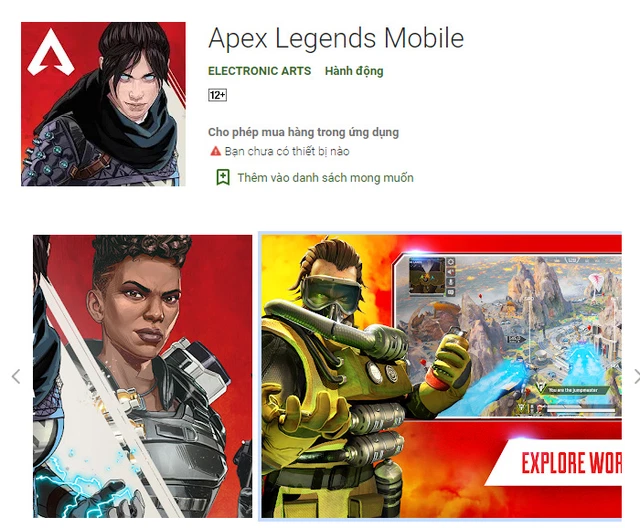 Apex Legends Mobile
ELECTRONIC ARTS Hành động
12+
Cho phép mua hàng trong ứng dụng
Bạn chưa có thiết bị nào
Thêm vào danh sách mong muốn
You are the jumpmaster
EXPLORE WOR